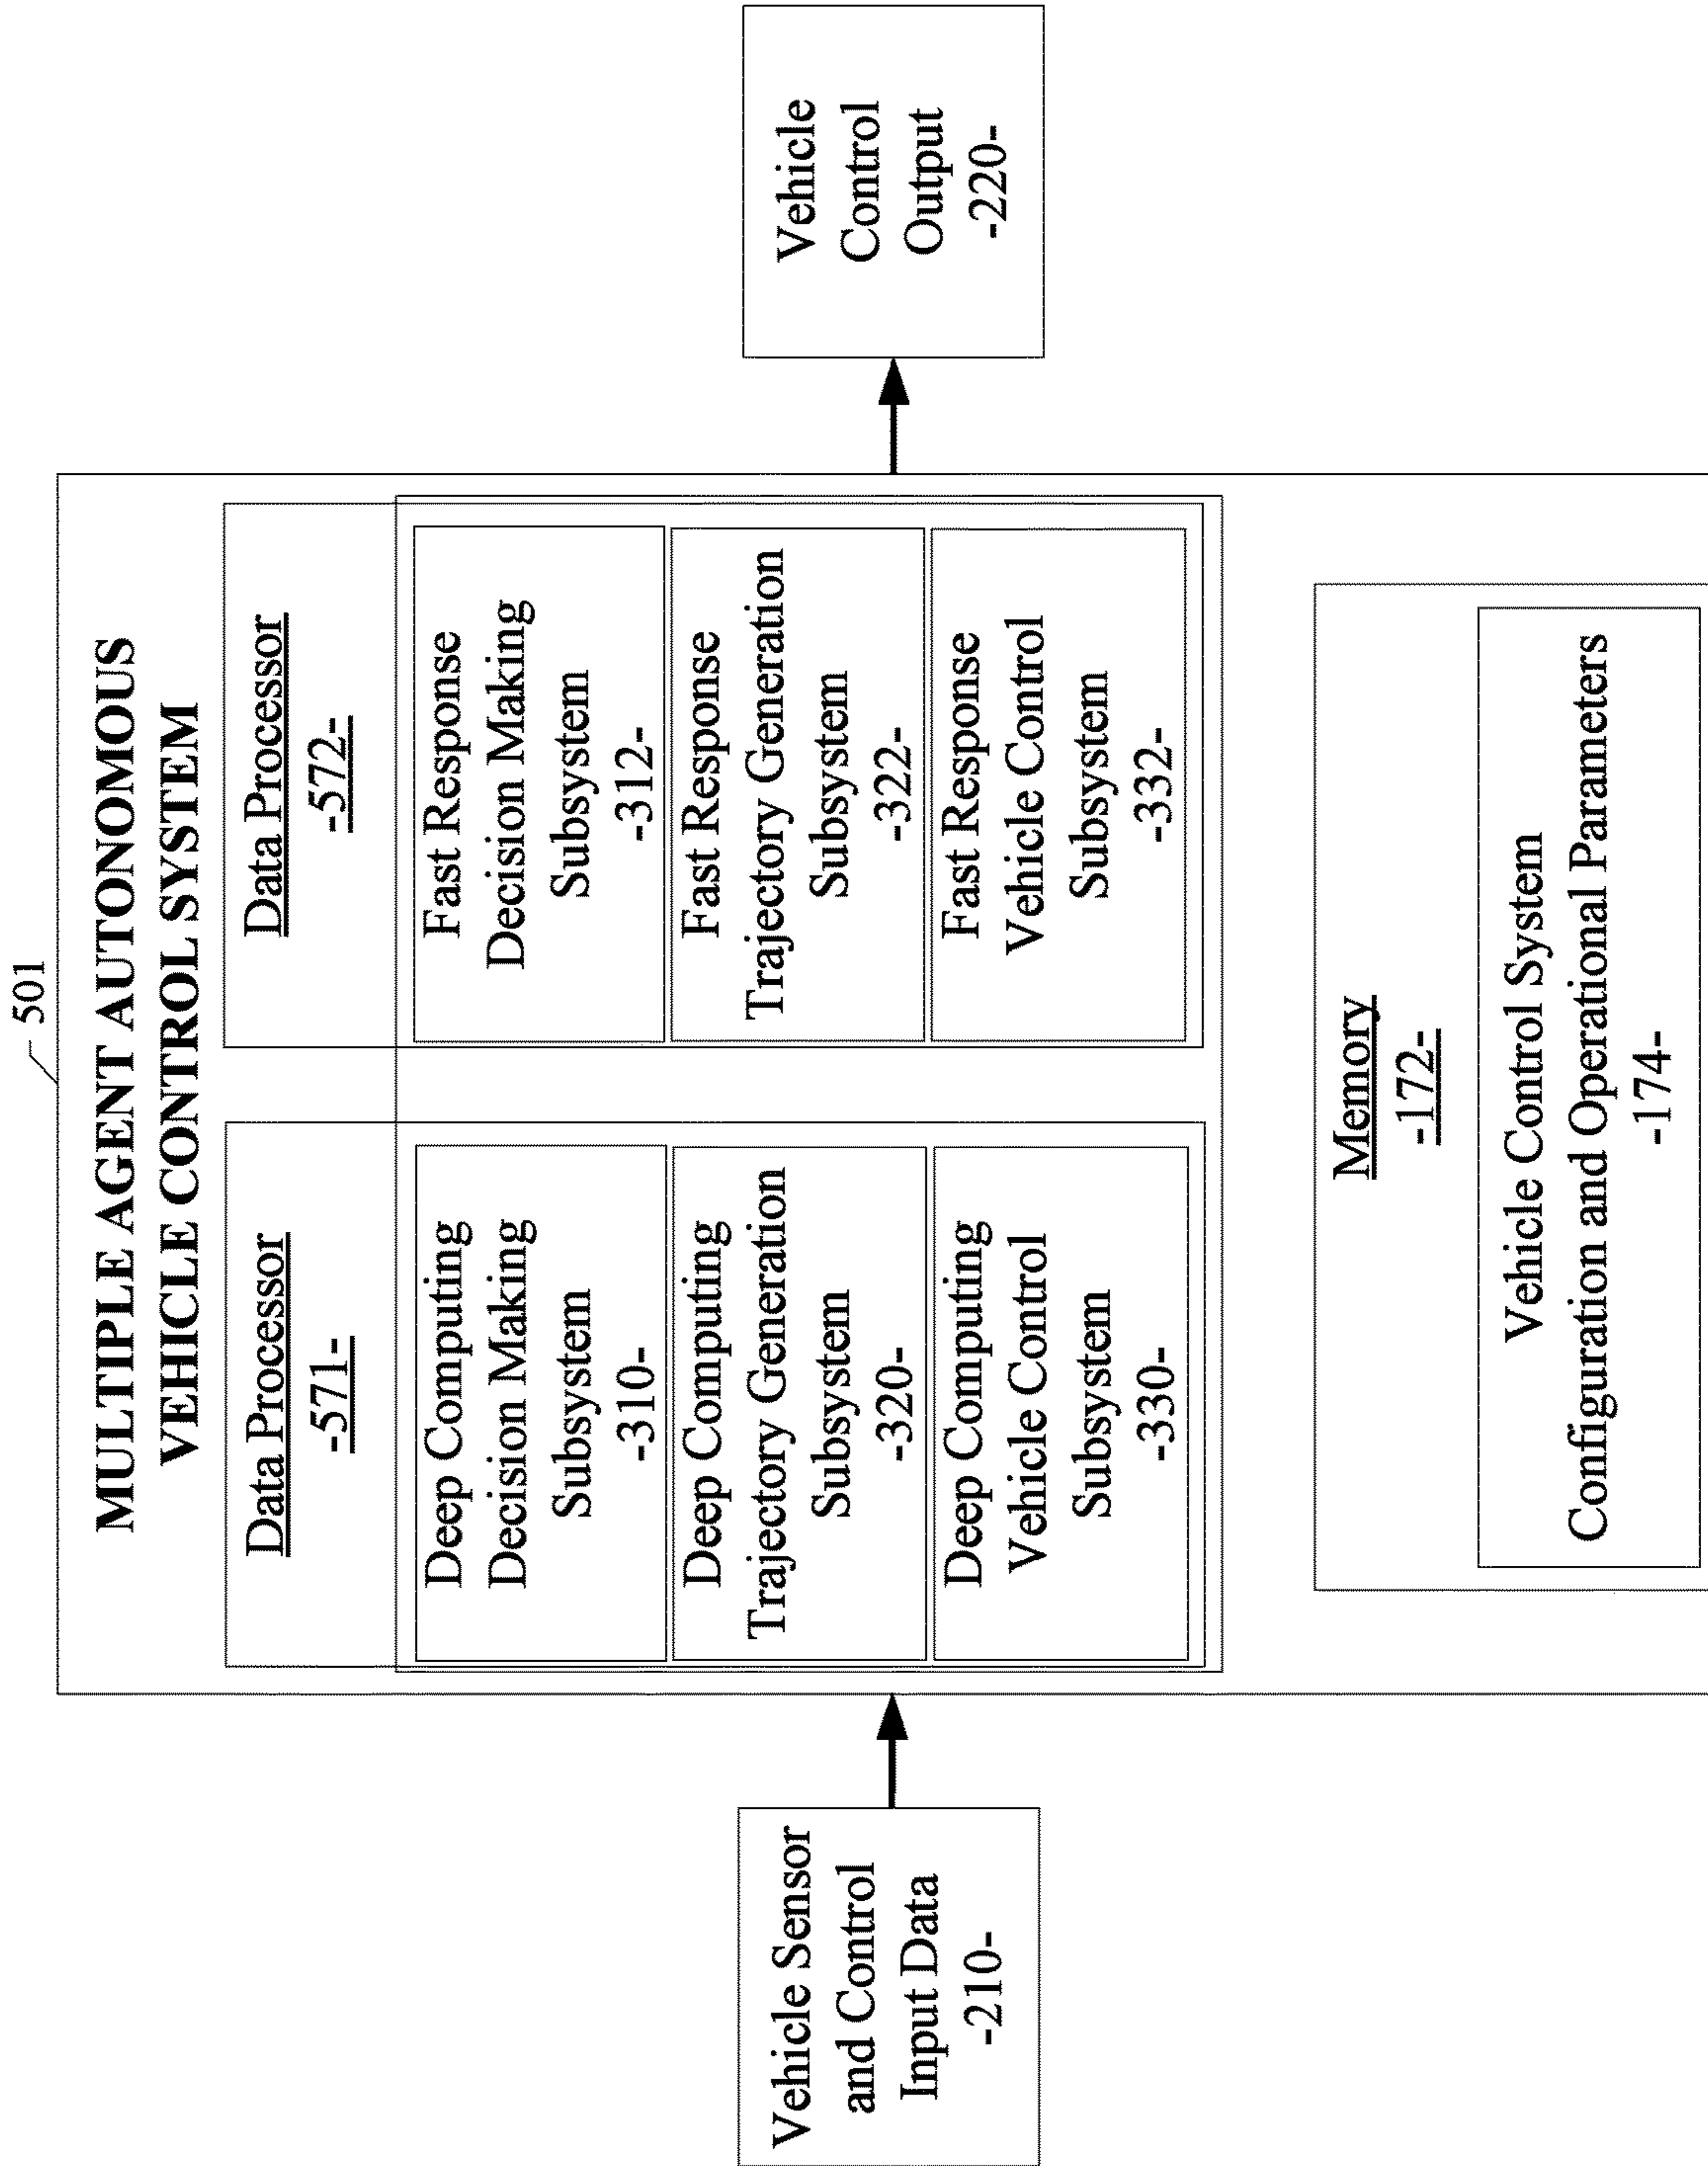 501
MULTIPLE AGENT AUTONOMOUS
VEHICLE CONTROL SYSTEM
Vehicle Sensor
and Control
Input Data
-210-
Data Processor
-571-
Deep Computing
Decision Making
Subsystem
-310-
Deep Computing
Trajectory Generation
Subsystem
-320-
Deep Computing
Vehicle Control
Subsystem
-330-
Data Processor
-572-
Fast Response
Decision Making
Subsystem
-312-
Fast Response
Trajectory Generation
Subsystem
-322-
Fast Response
Vehicle Control
Subsystem
-332-
Memory
-172-
Vehicle Control System
Configuration and Operational Parameters
-174-
Vehicle
Control
Output
-220-